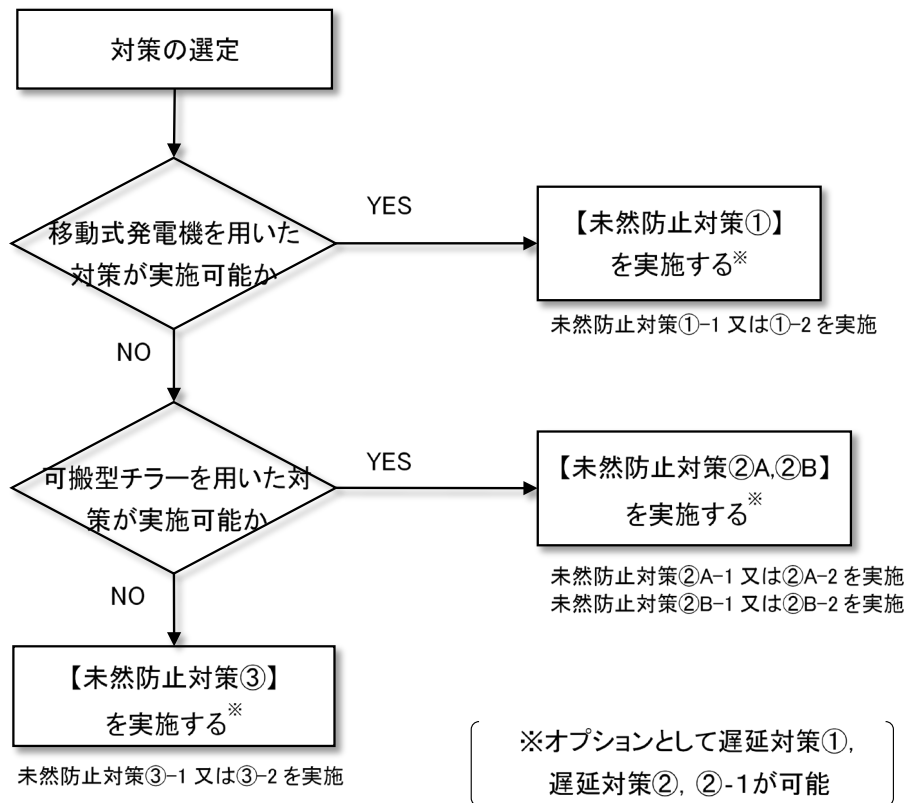 対策の選定
移動式発電機を用いた
対策が実施可能か
YES
【未然防止対策①】
を実施する※
未然防止対策①-1 又は①-2 を実施
NO
可搬型チラーを用いた対
策が実施可能か
YES
【未然防止対策②A,②B】
を実施する※
未然防止対策②A-1 又は②A-2 を実施
未然防止対策②B-1 又は②B-2 を実施
NO
【未然防止対策③】
を実施する※
未然防止対策③-1 又は③-2 を実施
※オプションとして遅延対策①,
遅延対策②, ②-1が可能